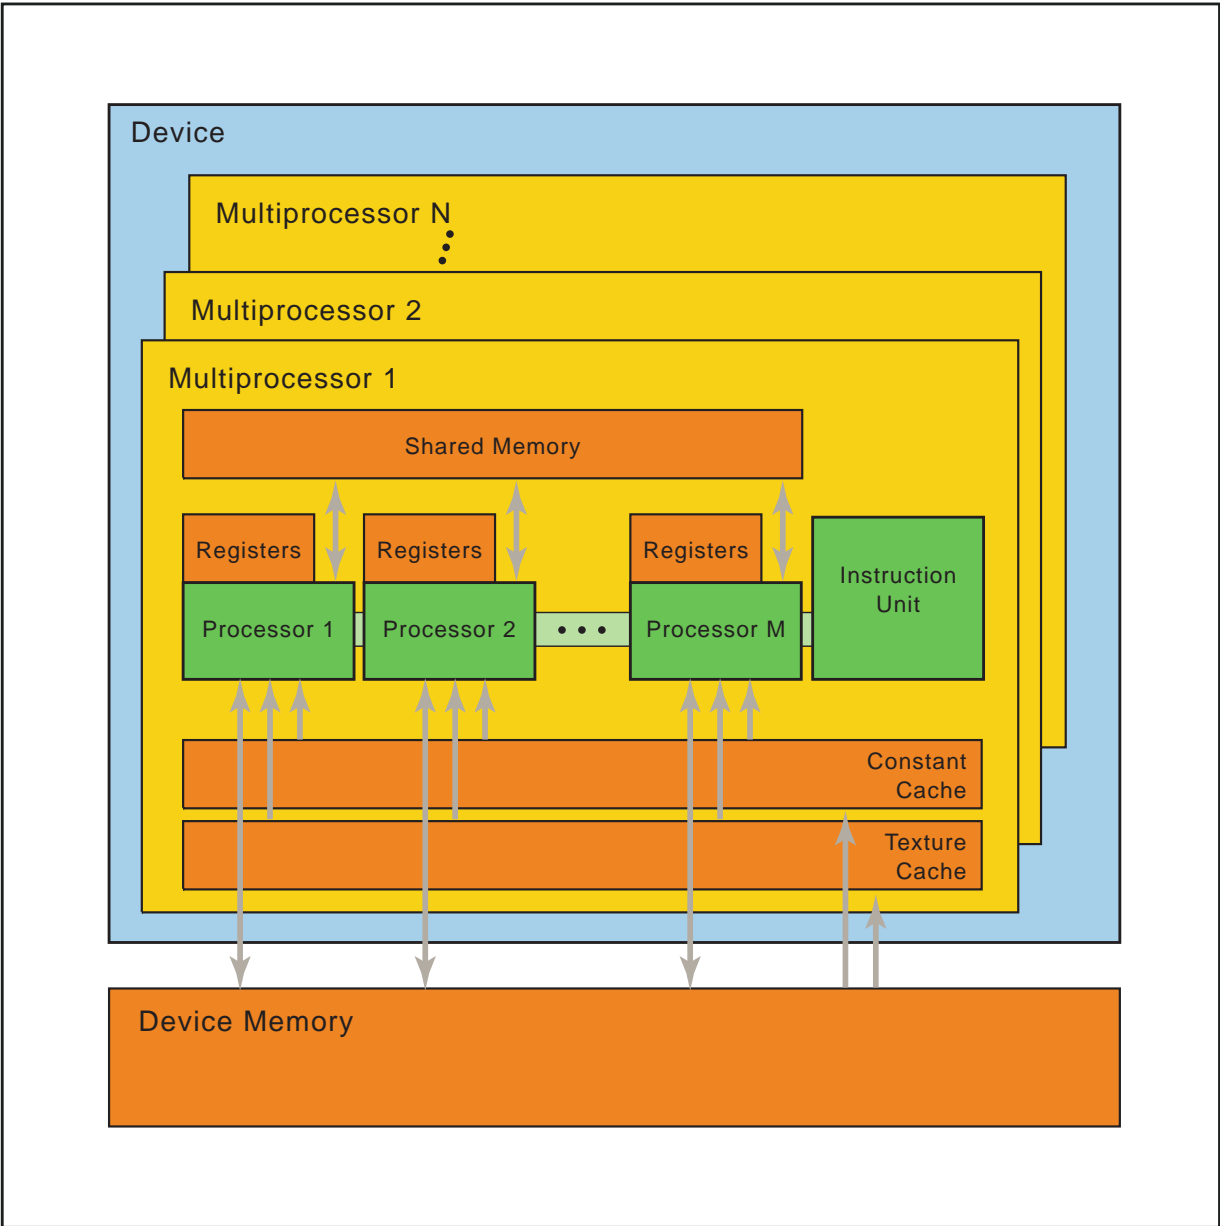 Device
Multiprocessor N
Multiprocessor 2
Multiprocessor 1
Shared Memory
Registers
Registers
Registers
Instruction
Unit
Processor 1
Processor 2
Processor M
Constant
Cache
Texture
Cache
Device Memory